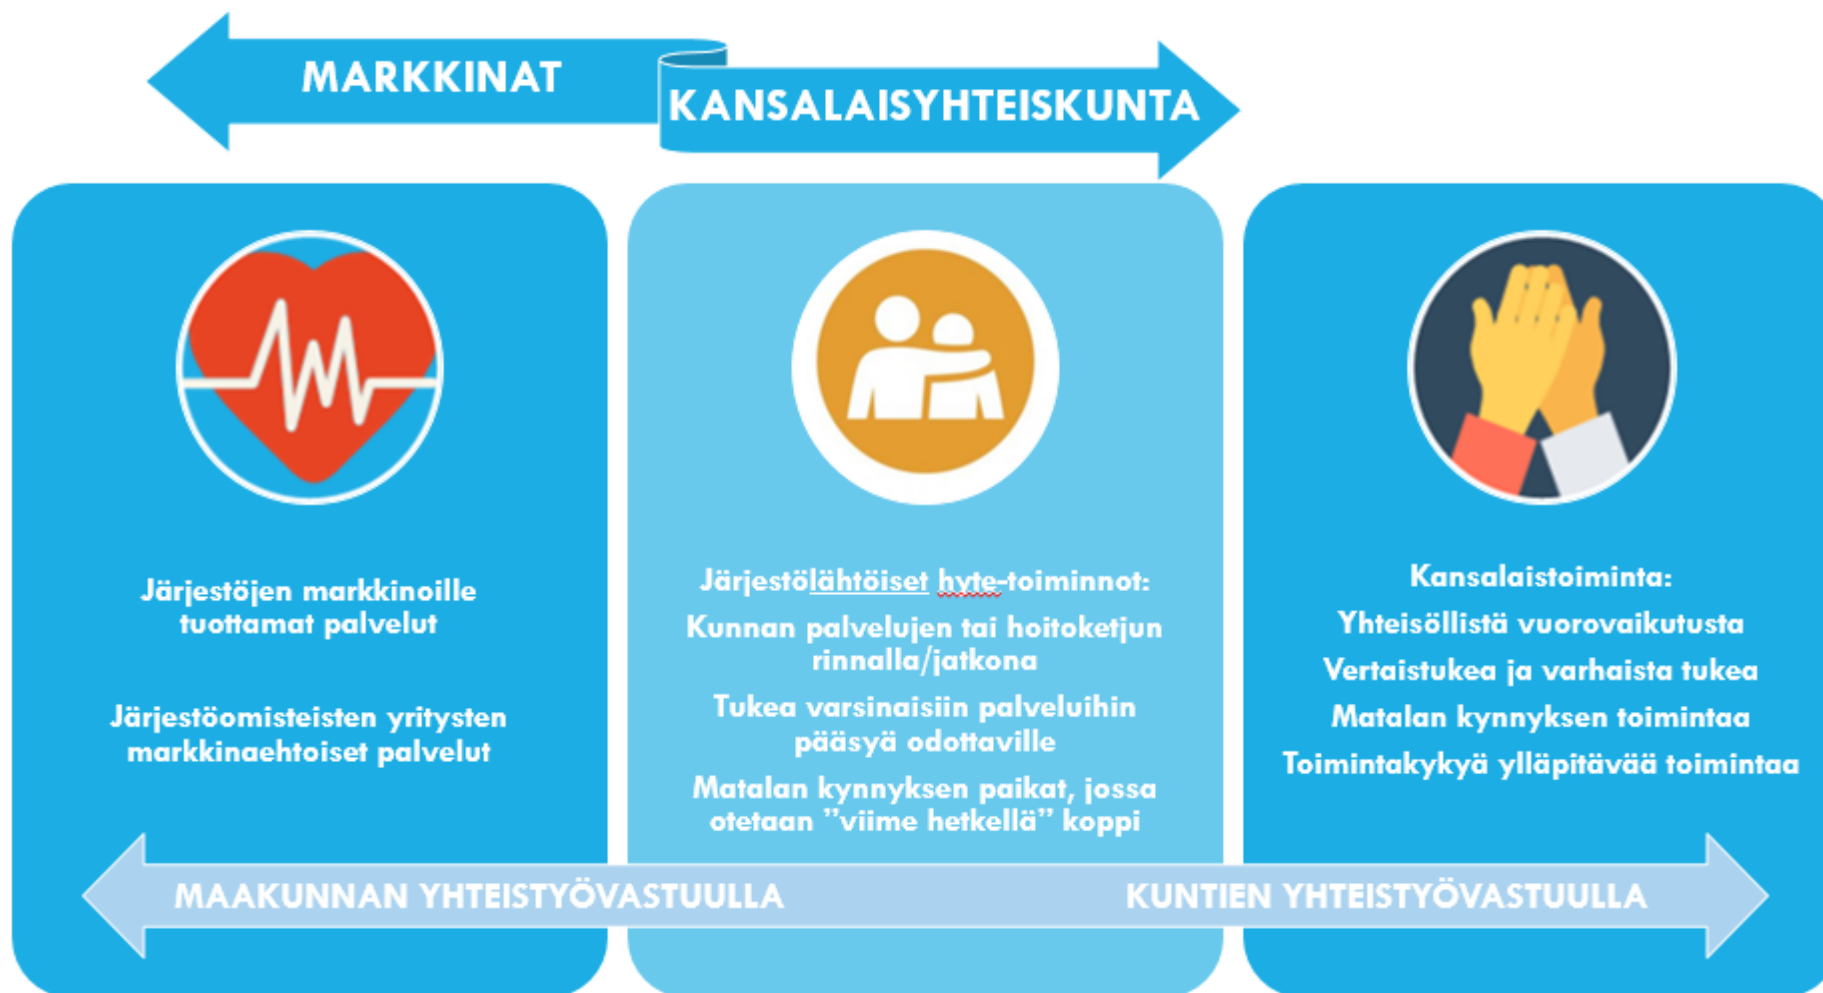 MARKKINAT
KANSALAISYHTEISKUNTA
Järjestöjen markkinoille
tuottamat palvelut
Järjestöomisteisten yritysten
markkinaehtoiset palvelut
Järjestölähtöiset hyte-toiminnot:
Kunnan palvelujen tai hoitoketjun
rinnalla/jatkona
Tukea varsinaisiin palveluihin
pääsyä odottaville
Matalan kynnyksen paikat, jossa
otetaan ”viime hetkellä” koppi
Kansalaistoiminta:
Yhteisöllistä vuorovaikutusta
Vertaistukea ja varhaista tukea
Matalan kynnyksen toimintaa
Toimintakykyä ylläpitävää toimintaa
MAAKUNNAN YHTEISTYÖVASTUULLA
KUNTIEN YHTEISTYÖVASTUULLA